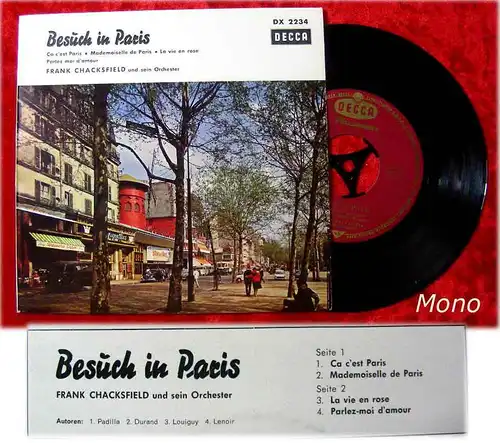 DX 2234
Besuch in Paris
DECCA
Ca c'est Paris • Mademoiselle de Paris • La vie en rose
Parlez moi d'amour
FRANK CHACKSFIELD und sein Orchester
DECCA
Mono
Besuch in Paris
FRANK CHACKSFIELD und sein Orchester
Autoren: 1. Padilla 2. Durand 3. Louiguy 4. Lenoir
Seite 1
1. Ca c'est Paris
2. Mademoiselle de Paris
Seite 2
3. La vie en rose
4. Parlez-moi d'amour